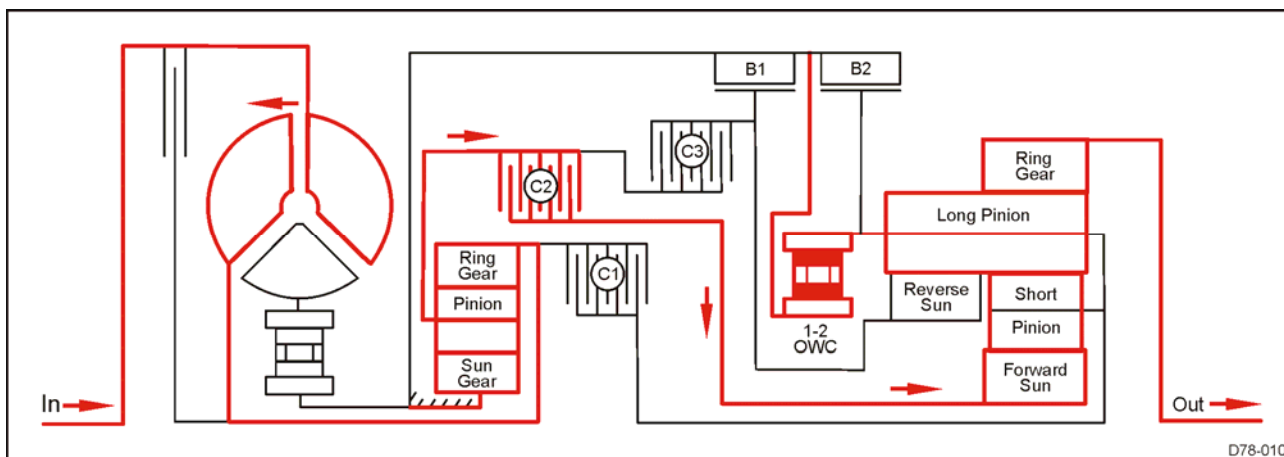 B1
B2
C3
C2
Ring
Gear
Long Pinion
Ring
Gear
C1
Pinion
Reverse
Sun
Short
Pinion
1-2
OWC
Sun
Gear
Forward
Sun
In
Out
D78-010